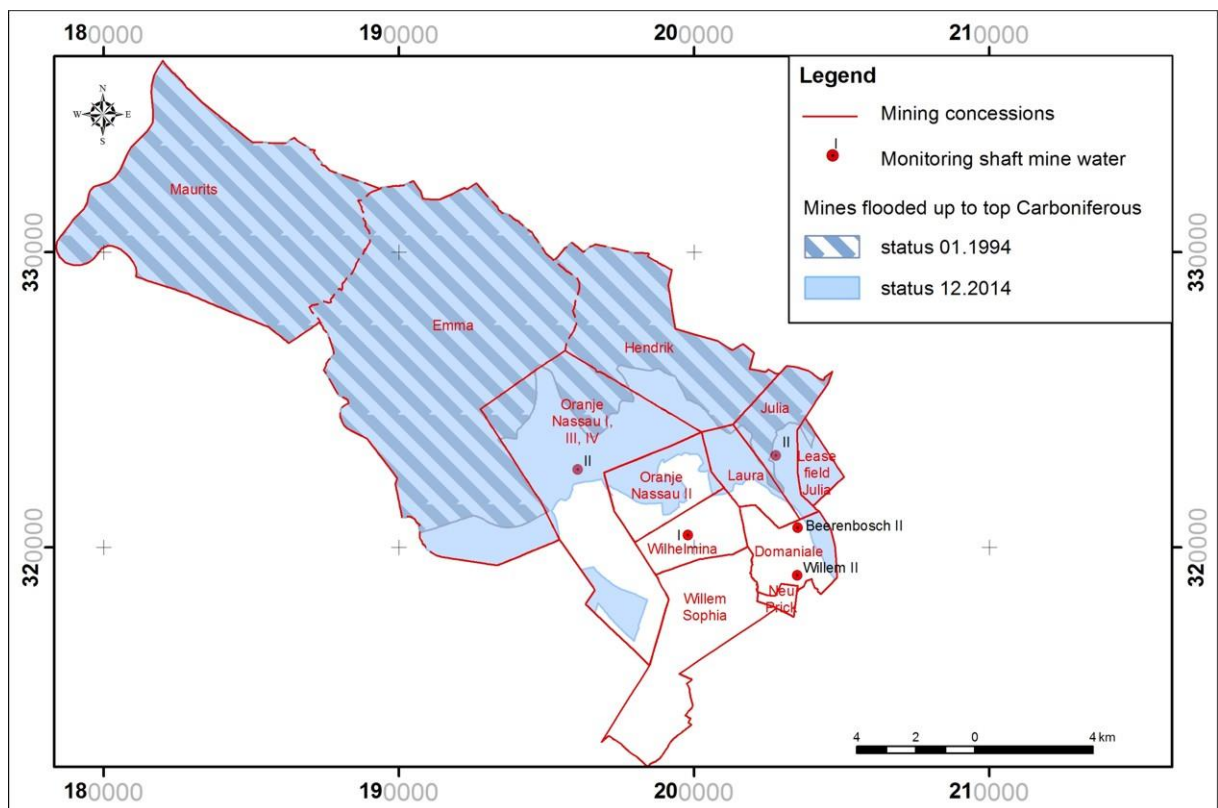 180000 190000 200000 210000
N
W E
S
Legend
Mining concessions
I
Monitoring shaft mine water
Mines flooded up to top Carboniferous
status 01.1994
status 12.2014
330000
330000
320000
320000
Maurits
Emma
Hendrik
Oranje
Nassau I,
III, IV
II
Julia
II
Lease
field
Julia
Laura
Oranje
Nassau II
I
Wilhelmina
Beerenbosch II
Domaniale
Willem II
Neu
Prick
Willem
Sophia
4 2 0 4 km
180000 190000 200000 210000